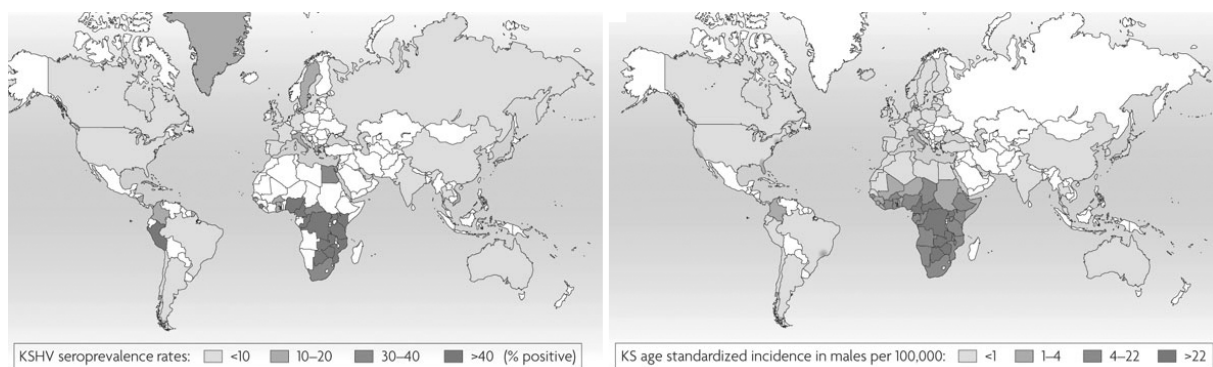 KSHV seroprevalence rates: <10 10–20 30–40 >40 (% positive)
KS age standardized incidence in males per 100,000: <1 1–4 4–22 >22